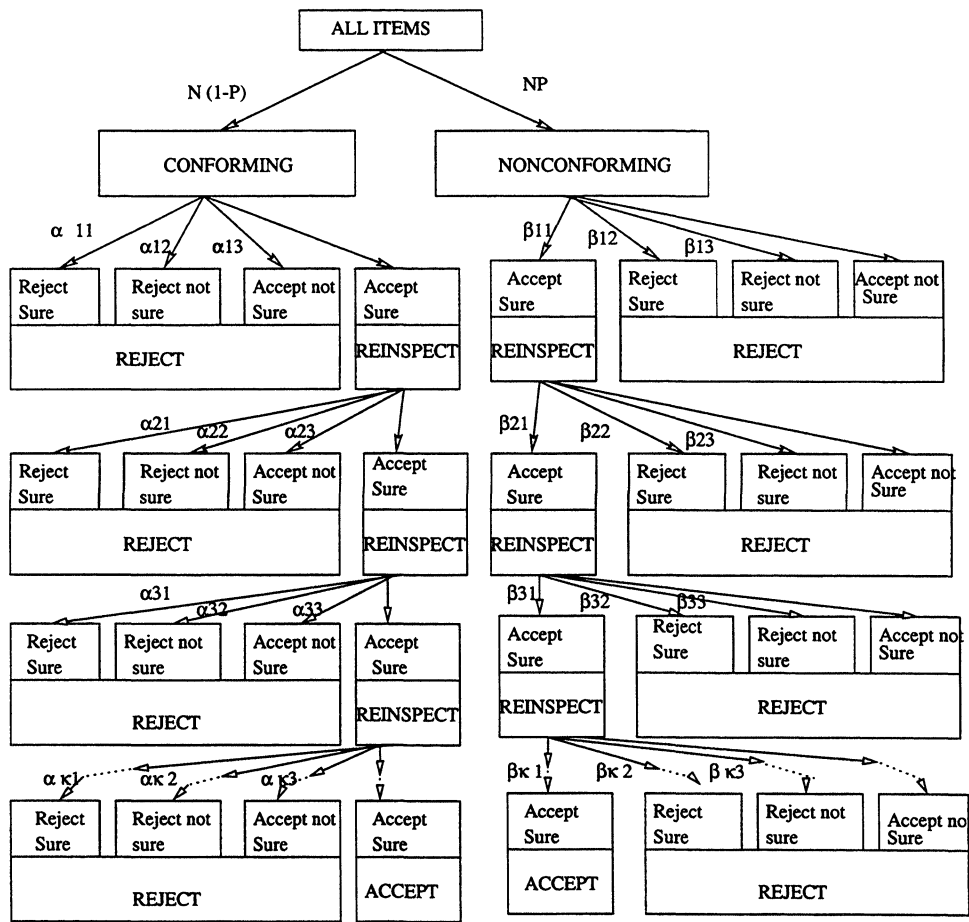 ALL ITEMS
N (1-P)
NP
CONFORMING
NONCONFORMING
α 11
α12
α13
β11
β12
β13
Reject
Sure
Reject not
sure
Accept not
Sure
Accept
Sure
Accept
Sure
Reject
Sure
Reject not
sure
Accept not
Sure
REJECT
REINSPECT
REINSPECT
REJECT
α21
α22
α23
β21
β22
β23
Reject
Sure
Reject not
sure
Accept not
Sure
Accept
Sure
Accept
Sure
Reject
Sure
Reject not
sure
Accept not
Sure
REJECT
REINSPECT
REINSPECT
REJECT
α31
α32
α33
β31
β32
β33
Reject
Sure
Reject not
sure
Accept not
Sure
Accept
Sure
Accept
Sure
Reject
Sure
Reject not
sure
Accept not
Sure
REJECT
REINSPECT
REINSPECT
REJECT
α κ1
ακ 2
α κ3
βκ 1
βκ 2
β κ3
Reject
Sure
Reject not
sure
Accept not
Sure
Accept
Sure
Accept
Sure
Reject
Sure
Reject not
sure
Accept not
Sure
REJECT
ACCEPT
ACCEPT
REJECT